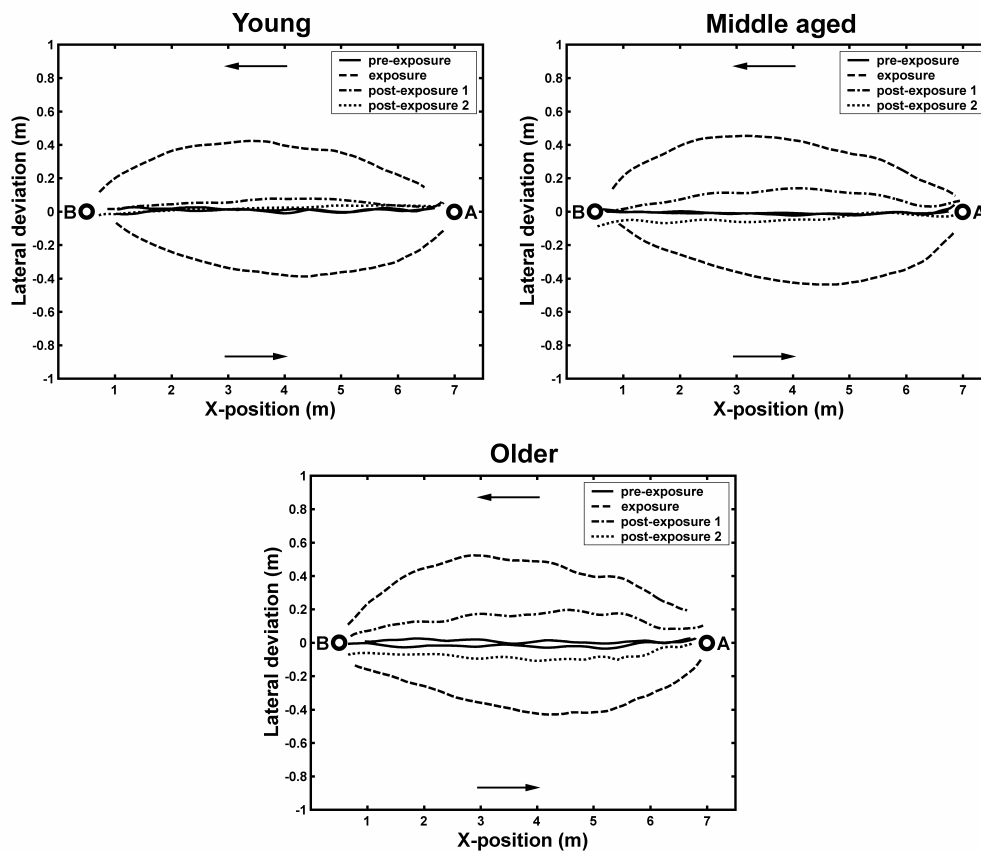 Young
1
0.8
0.6
0.4
0.2
0
-0.2
-0.4
-0.6
-0.8
-1
Lateral deviation (m)
pre-exposure
exposure
post-exposure 1
post-exposure 2
B
A
1 2 3 4 5 6 7
X-position (m)
Middle aged
1
0.8
0.6
0.4
0.2
0
-0.2
-0.4
-0.6
-0.8
-1
Lateral deviation (m)
pre-exposure
exposure
post-exposure 1
post-exposure 2
B
A
1 2 3 4 5 6 7
X-position (m)
Older
1
0.8
0.6
0.4
0.2
0
-0.2
-0.4
-0.6
-0.8
-1
Lateral deviation (m)
pre-exposure
exposure
post-exposure 1
post-exposure 2
B
A
1 2 3 4 5 6 7
X-position (m)